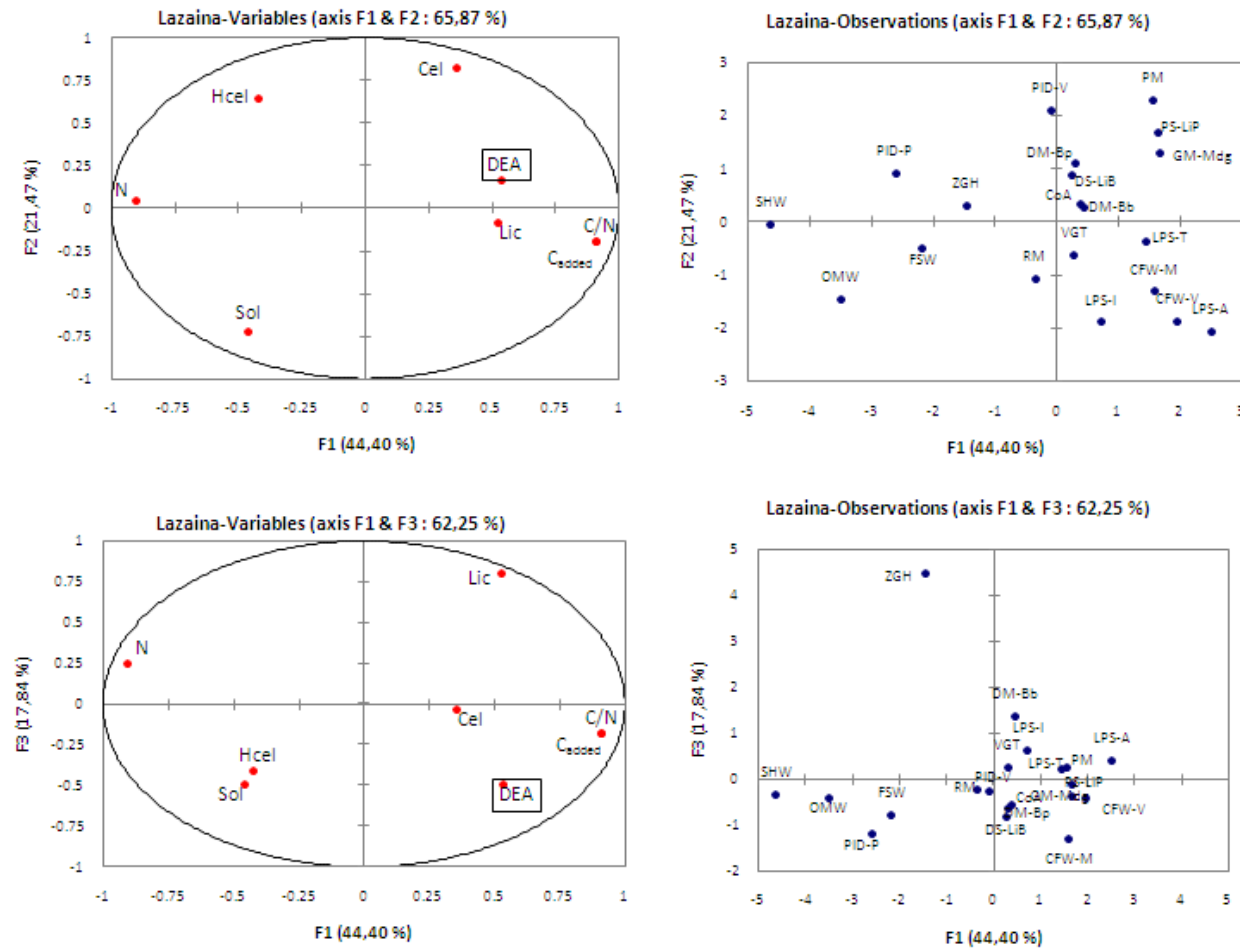 Lazaina-Variables (axis F1 & F2 : 65,87 %)
1
0.75
0.5
0.25
0
-0.25
-0.5
-0.75
-1
F2 (21,47 %)
Cel
Hcel
DEA
N
Lic
C/N
Cadded
Sol
-1 -0.75 -0.5 -0.25 0 0.25 0.5 0.75 1
F1 (44,40 %)
Lazaina-Observations (axis F1 & F2 : 65,87 %)
3
2
1
0
-1
-2
-3
F2 (21,47 %)
PM
PID-V
PS-LiP
DM-Bp
GM-Mdg
PID-P
ZGH
DS-LiB
SHW
CoA
DM-Bb
VGT
LPS-T
FSW
RM
CFW-M
OMW
LPS-I
CFW-V
LPS-A
-5 -4 -3 -2 -1 0 1 2 3
F1 (44,40 %)
Lazaina-Variables (axis F1 & F3 : 62,25 %)
1
0.75
0.5
0.25
0
-0.25
-0.5
-0.75
-1
F3 (17,84 %)
Lic
N
Cel
C/N
Cadded
Hcel
Sol
DEA
-1 -0.75 -0.5 -0.25 0 0.25 0.5 0.75 1
F1 (44,40 %)
Lazaina-Observations (axis F1 & F3 : 62,25 %)
5
4
3
2
1
0
-1
-2
F3 (17,84 %)
ZGH
DM-Bb
LPS-I
VGT
LPS-A
LPS-T
PM
SHW
PID-V
RM
PS-LiP
OMW
FSW
CoA
GM-Mdg
DM-Bp
CFW-V
DS-LiB
PID-P
CFW-M
-5 -4 -3 -2 -1 0 1 2 3 4 5
F1 (44,40 %)